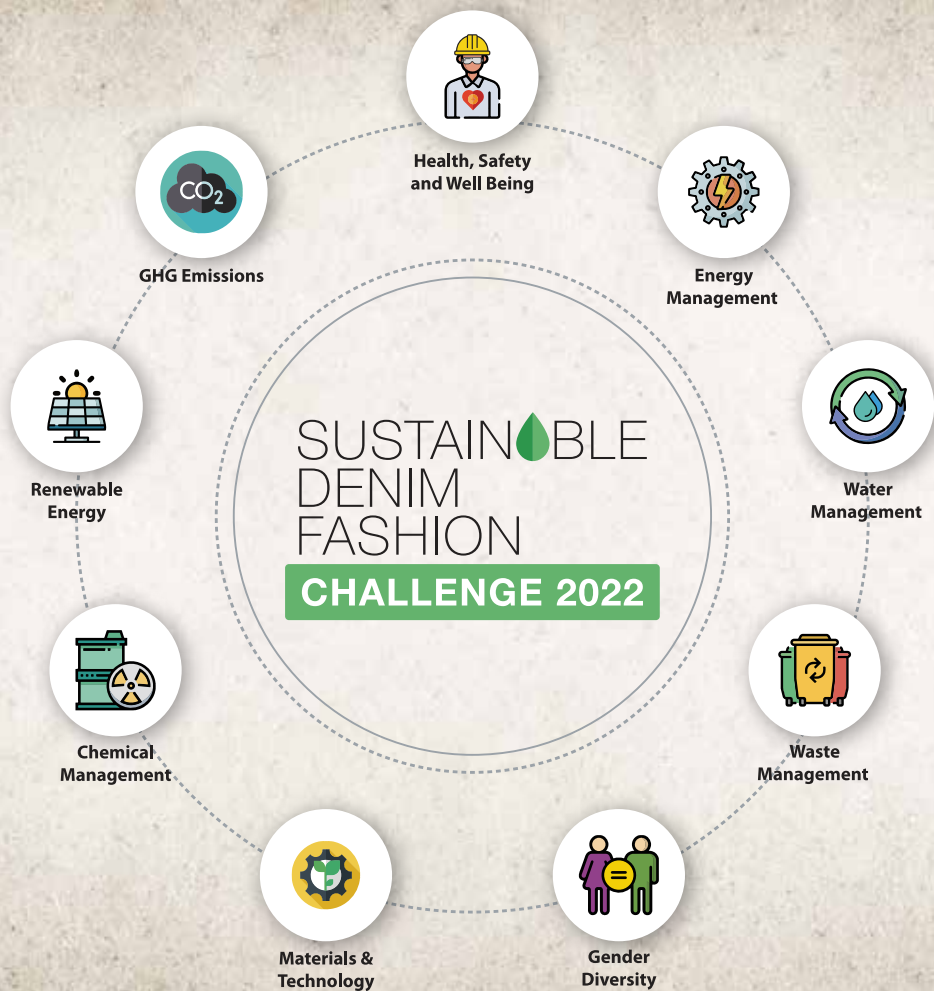 Health, Safety
and Well Being
CO2
GHG Emissions
Energy
Management
Renewable
Energy
SUSTAINBLE
DENIM
FASHION
CHALLENGE 2022
Water
Management
Chemical
Management
Waste
Management
Materials &
Technology
Gender
Diversity